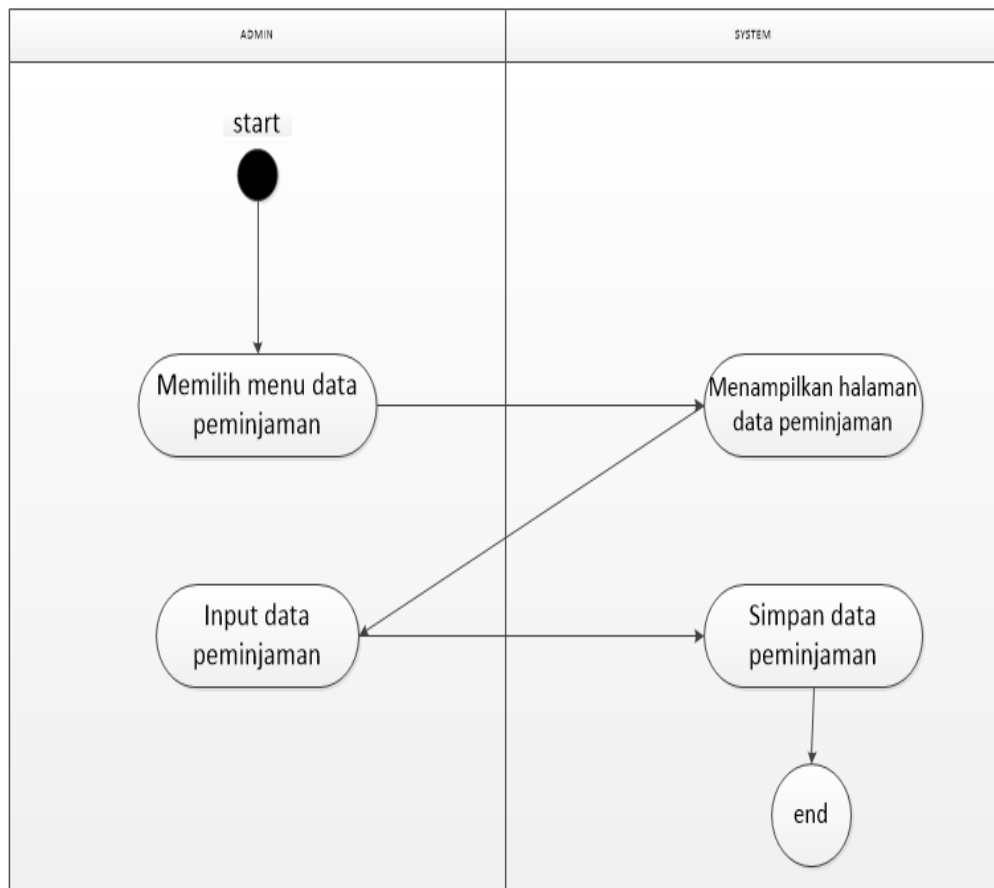 ADMIN
SYSTEM
start
Memilih menu data
peminjaman
Menampilkan halaman
data peminjaman
Input data
peminjaman
Simpan data
peminjaman
end